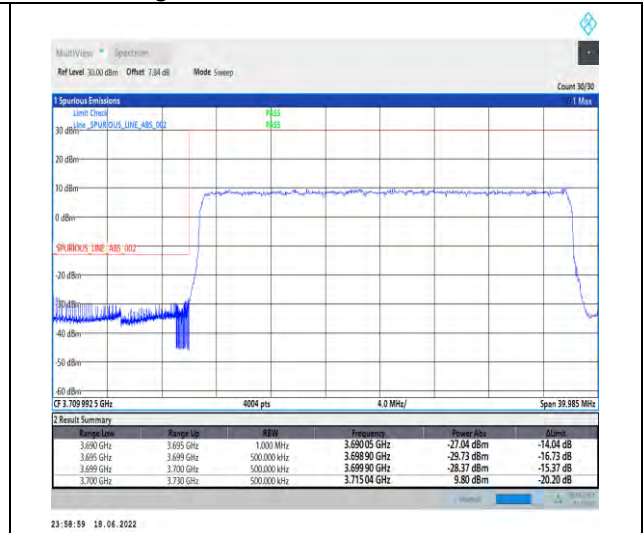 MultiView Spectrum
Ref Level 30.00 dBm Offset 7.84 dB Mode Sweep
Count 30/30
1 Spurious Emissions 1 Max
Limit Check PASS
Line _SPURIOUS_LINE_ABS_002 PASS
30 dBm
20 dBm
10 dBm
0 dBm
SPURIOUS_LINE_ABS_002
-20 dBm
-30 dBm
-40 dBm
-50 dBm
-60 dBm
CF 3.709 992 5 GHz 4004 pts 4.0 MHz/ Span 39.985 MHz
2 Result Summary
Range Low Range Up RBW Frequency Power Abs ΔLimit
3.690 GHz 3.695 GHz 1.000 MHz 3.690 05 GHz -27.04 dBm -14.04 dB
3.695 GHz 3.699 GHz 500.000 kHz 3.698 90 GHz -29.73 dBm -16.73 dB
3.699 GHz 3.700 GHz 500.000 kHz 3.699 90 GHz -28.37 dBm -15.37 dB
3.700 GHz 3.730 GHz 500.000 kHz 3.715 04 GHz 9.80 dBm -20.20 dB
23:58:59 18.06.2022